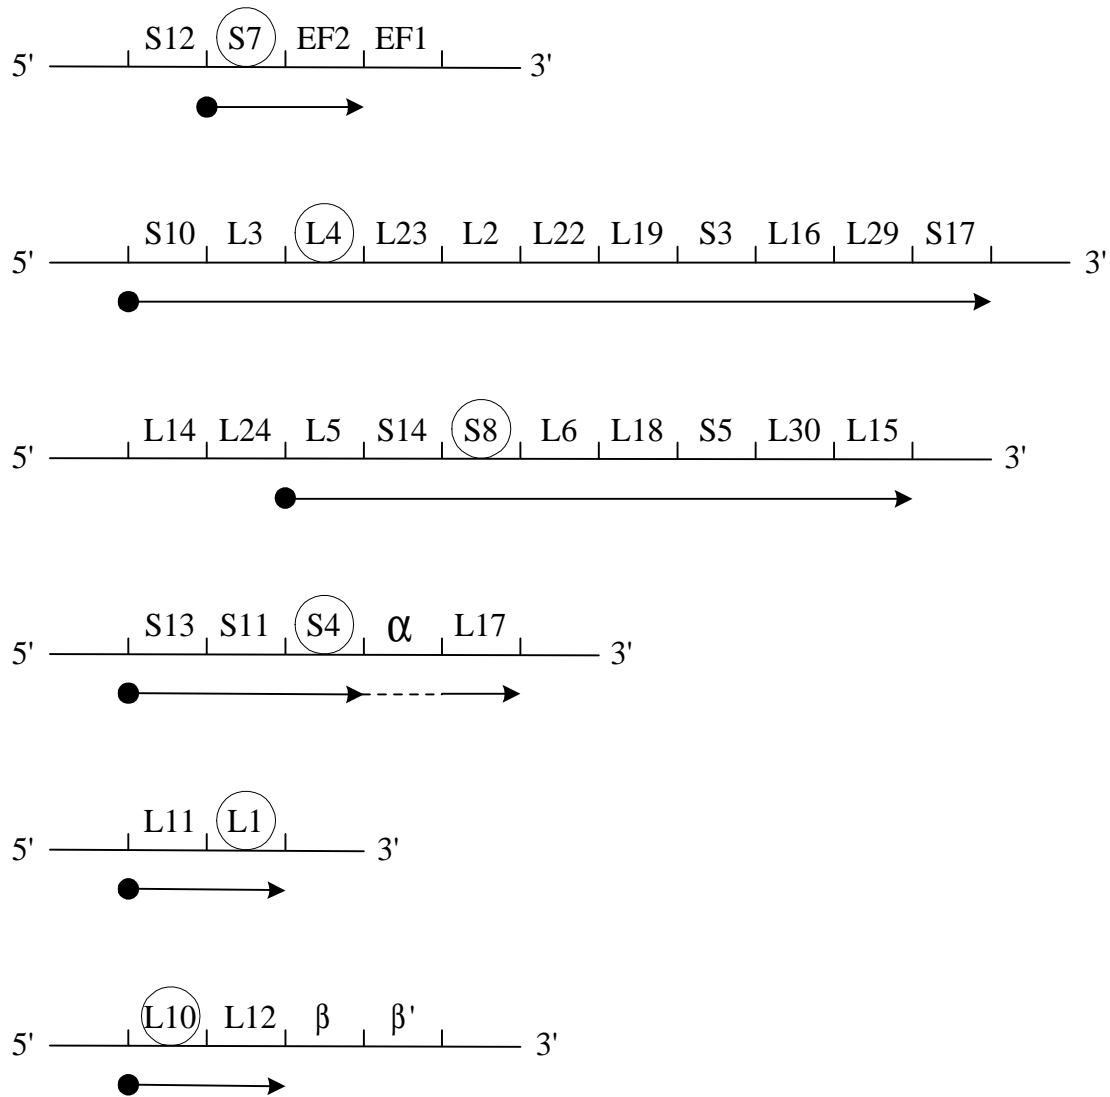 S12 S7 EF2 EF1
5' 3'
S10 L3 L4 L23 L2 L22 L19 S3 L16 L29 S17
5' 3'
L14 L24 L5 S14 S8 L6 L18 S5 L30 L15
5' 3'
S13 S11 S4 α L17
5' 3'
L11 L1
5' 3'
L10 L12 β β'
5' 3'